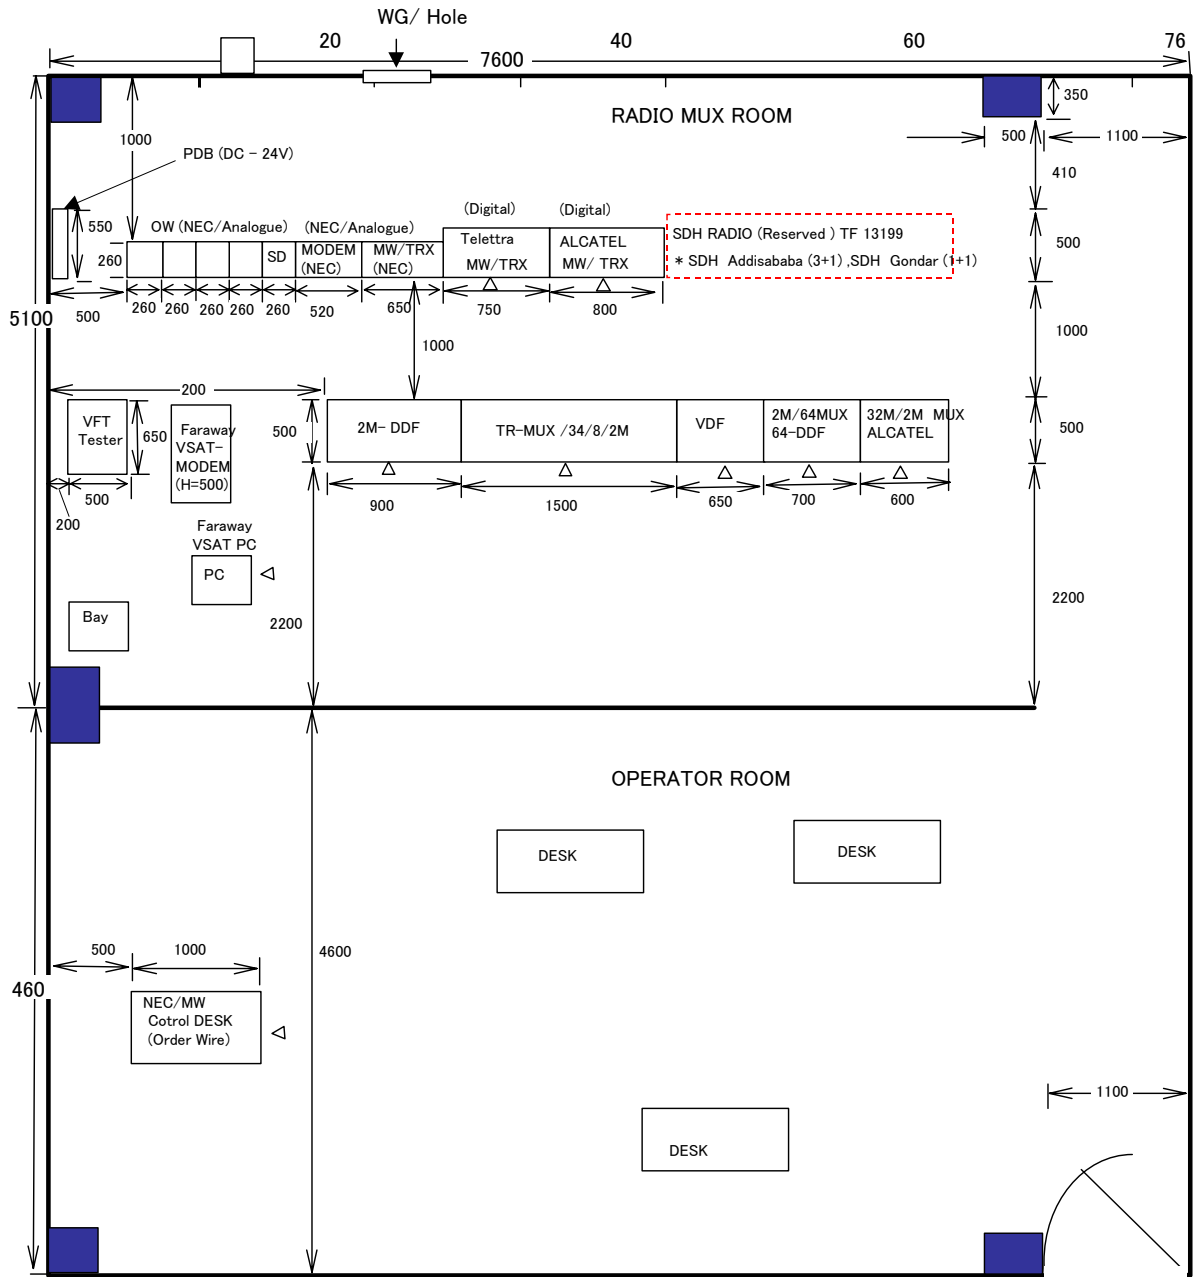 WG/ Hole
20
40
60
76
7600
RADIO MUX ROOM
350
500
1100
1000
410
PDB (DC - 24V)
550
(Digital)
(Digital)
OW (NEC/Analogue)
(NEC/Analogue)
260
SD
MODEM
(NEC)
MW/TRX
(NEC)
Telettra
MW/TRX
ALCATEL
MW/ TRX
SDH RADIO (Reserved ) TF 13199
* SDH Addisababa (3+1) ,SDH Gondar (1+1)
500
5100
500
260
260
260
260
260
520
650
750
800
1000
1000
200
VFT
Tester
650
Faraway
VSAT-
MODEM
(H=500)
500
2M- DDF
TR-MUX /34/8/2M
VDF
2M/64MUX
64-DDF
32M/2M MUX
ALCATEL
500
500
200
900
1500
650
700
600
Faraway
VSAT PC
PC
Bay
2200
2200
OPERATOR ROOM
DESK
DESK
500
1000
4600
460
NEC/MW
Cotrol DESK
(Order Wire)
1100
DESK